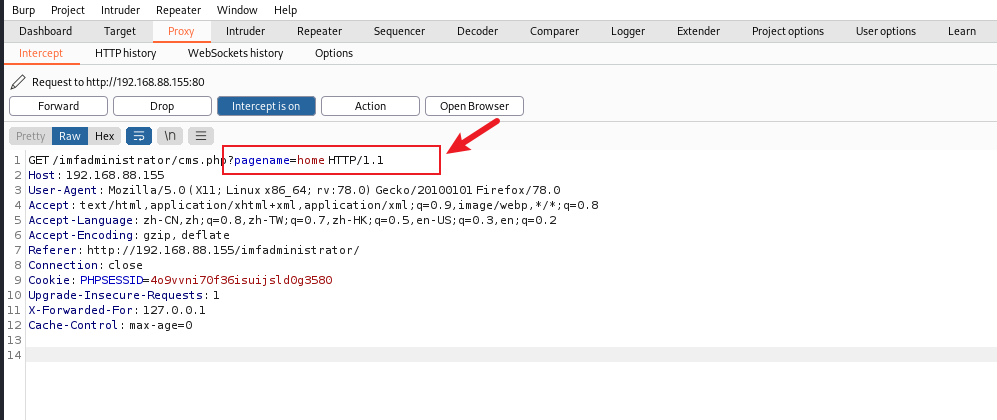 Burp Project Intruder Repeater Window Help
Dashboard Target Proxy Intruder Repeater Sequencer Decoder Comparer Logger Extender Project options User options Learn
Intercept HTTP history WebSockets history Options
Request to http://192.168.88.155:80
Forward Drop Intercept is on Action Open Browser
Pretty Raw Hex \n
1 GET /imfadministrator/cms.php?pagename=home HTTP/1.1
2 Host: 192.168.88.155
3 User-Agent: Mozilla/5.0 (X11; Linux x86_64; rv:78.0) Gecko/20100101 Firefox/78.0
4 Accept: text/html,application/xhtml+xml,application/xml;q=0.9,image/webp,*/*;q=0.8
5 Accept-Language: zh-CN,zh;q=0.8,zh-TW;q=0.7,zh-HK;q=0.5,en-US;q=0.3,en;q=0.2
6 Accept-Encoding: gzip, deflate
7 Referer: http://192.168.88.155/imfadministrator/
8 Connection: close
9 Cookie: PHPSESSID=4o9vvni70f36isuijsld0g3580
10 Upgrade-Insecure-Requests: 1
11 X-Forwarded-For: 127.0.0.1
12 Cache-Control: max-age=0
13
14